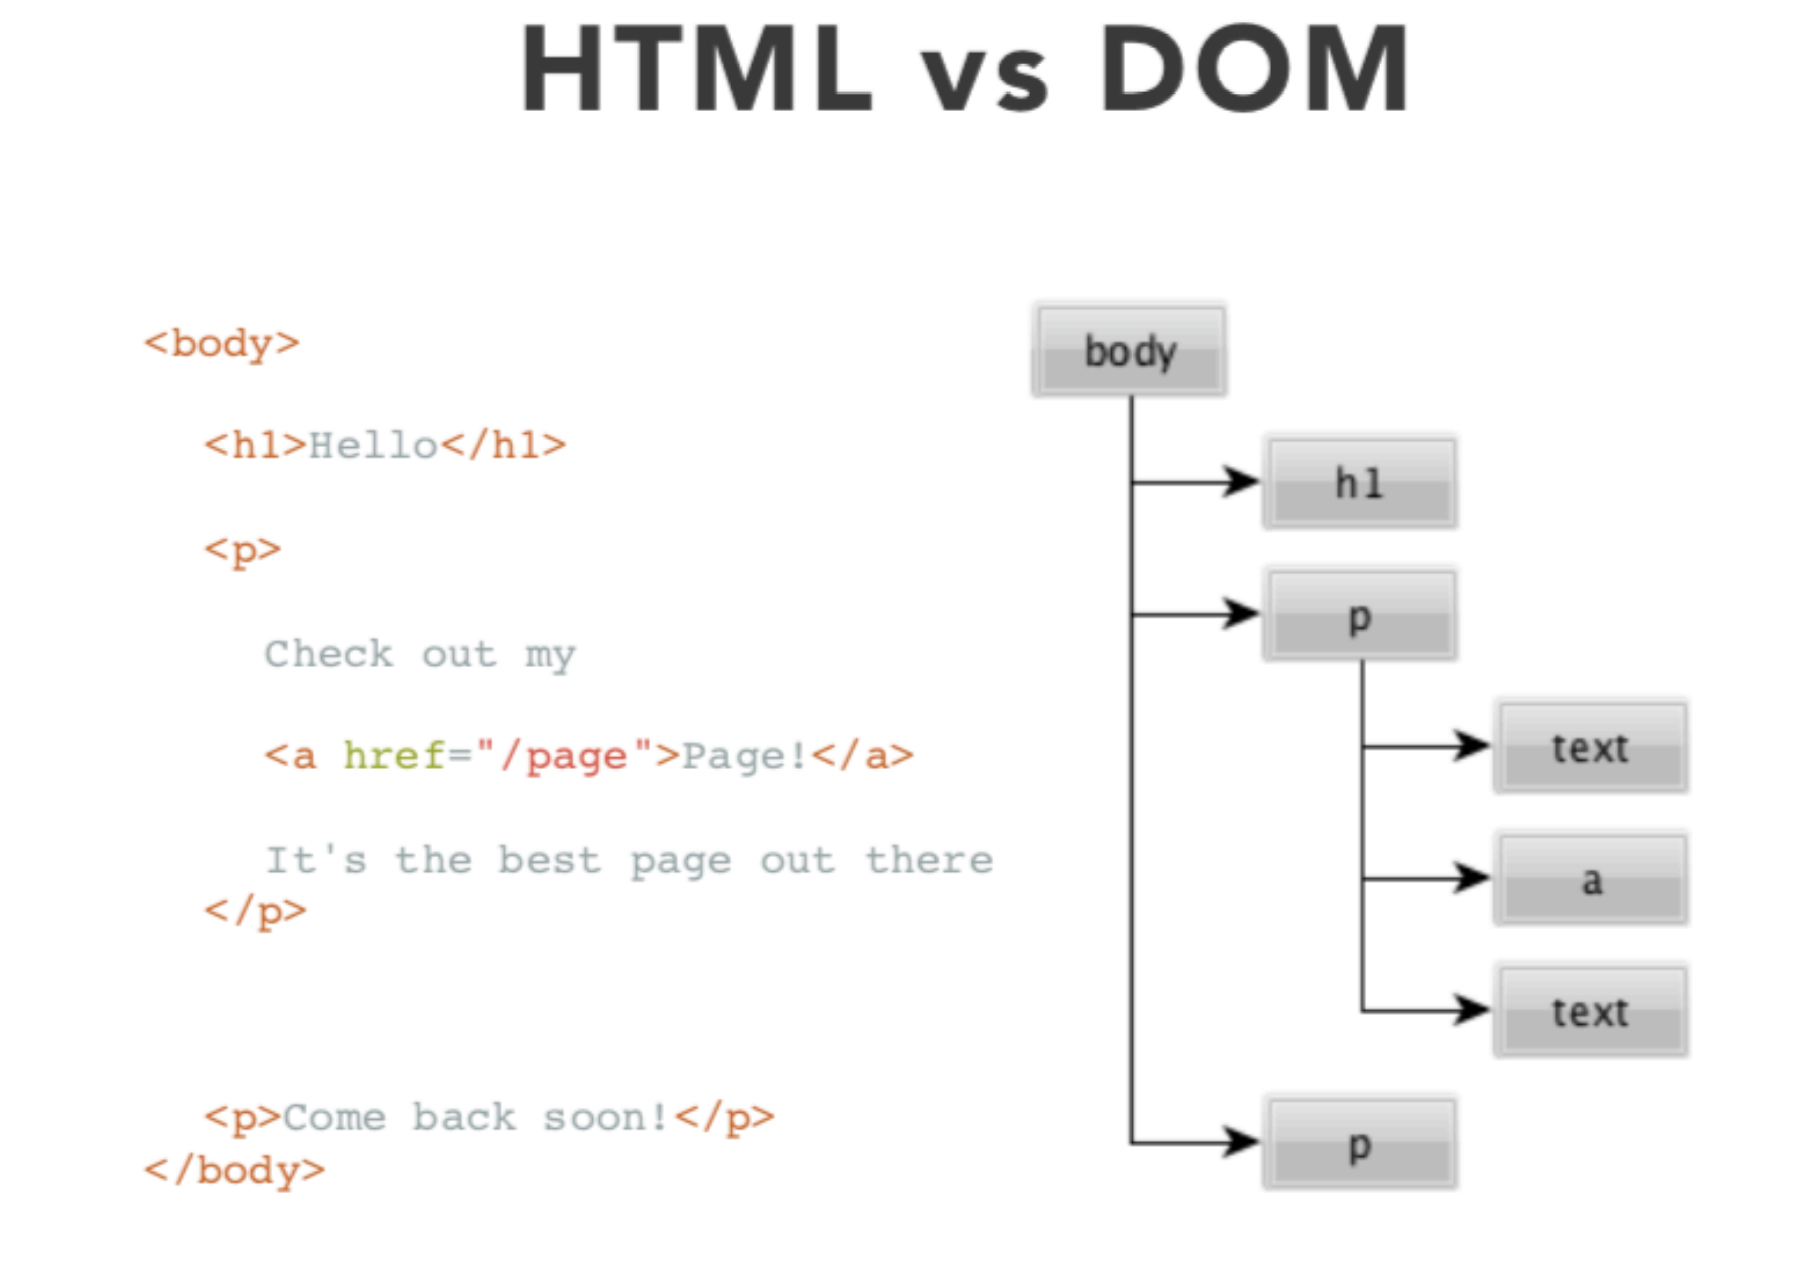 HTML vs DOM
<body>
<h1>Hello</h1>
<p>
Check out my
<a href="/page">Page!</a>
It's the best page out there
</p>
<p>Come back soon!</p>
</body>
body
h1
p
text
a
text
p